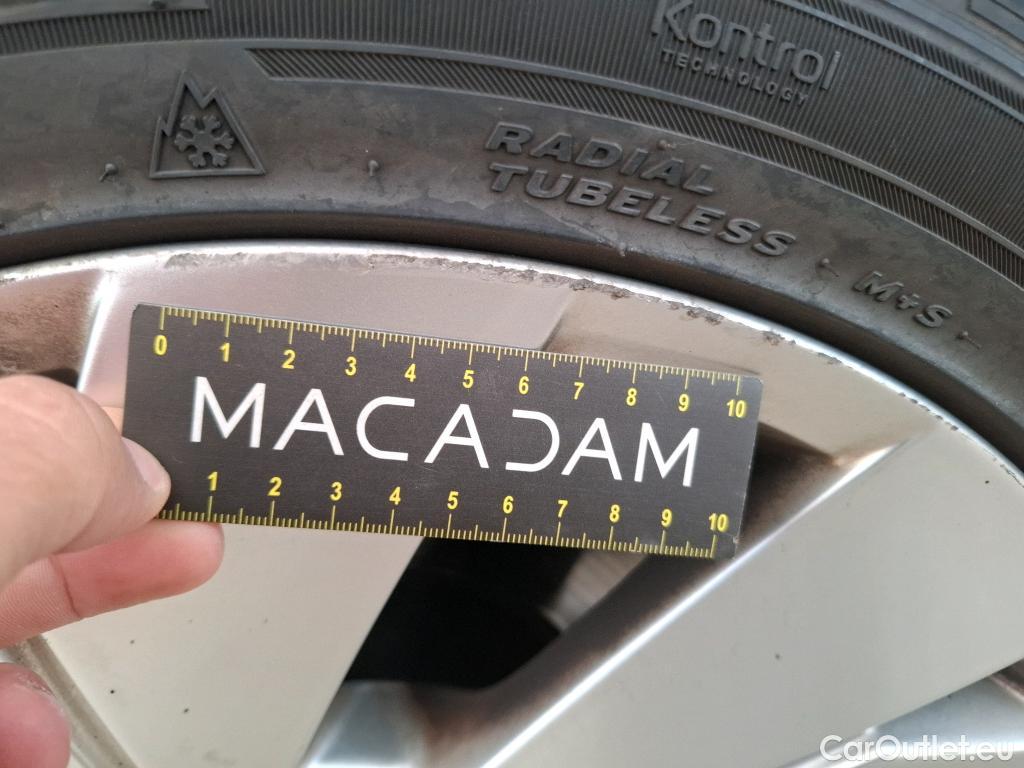 Kontrol
TECHNOLOGY
RADIAL
TUBELESS
M+S
0 1 2 3 4 5 6 7 8 9 10
MACADAM
1 2 3 4 5 6 7 8 9 10
CarOutlet.eu